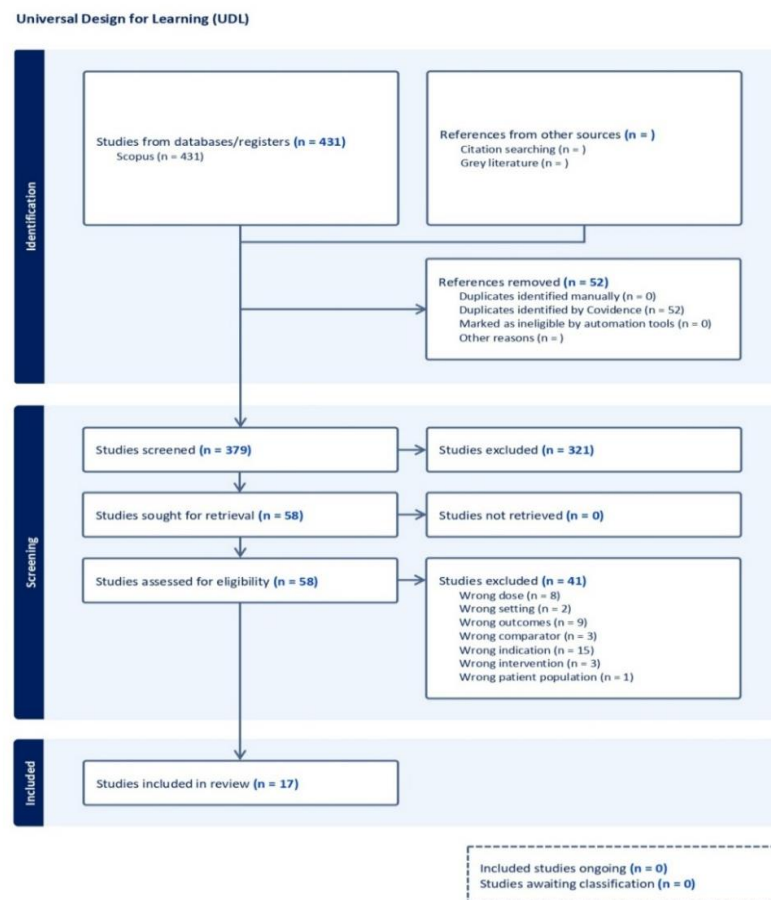 Universal Design for Learning (UDL)
Identification
Studies from databases/registers (n = 431)
Scopus (n = 431)
References from other sources (n = )
Citation searching (n = )
Grey literature (n = )
References removed (n = 52)
Duplicates identified manually (n = 0)
Duplicates identified by Covidence (n = 52)
Marked as ineligible by automation tools (n = 0)
Other reasons (n = )
Screening
Studies screened (n = 379)
Studies excluded (n = 321)
Studies sought for retrieval (n = 58)
Studies not retrieved (n = 0)
Studies assessed for eligibility (n = 58)
Studies excluded (n = 41)
Wrong dose (n = 8)
Wrong setting (n = 2)
Wrong outcomes (n = 9)
Wrong comparator (n = 3)
Wrong indication (n = 15)
Wrong intervention (n = 3)
Wrong patient population (n = 1)
Included
Studies included in review (n = 17)
Included studies ongoing (n = 0)
Studies awaiting classification (n = 0)